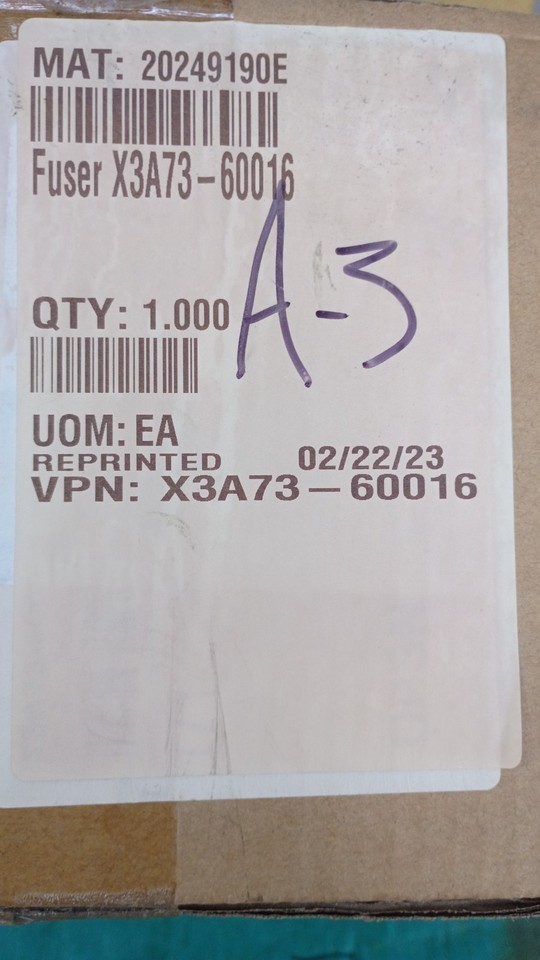 MAT: 20249190E
Fuser X3A73-60016
A-3
QTY: 1.000
UOM: EA
REPRINTED 02/22/23
VPN: X3A73-60016